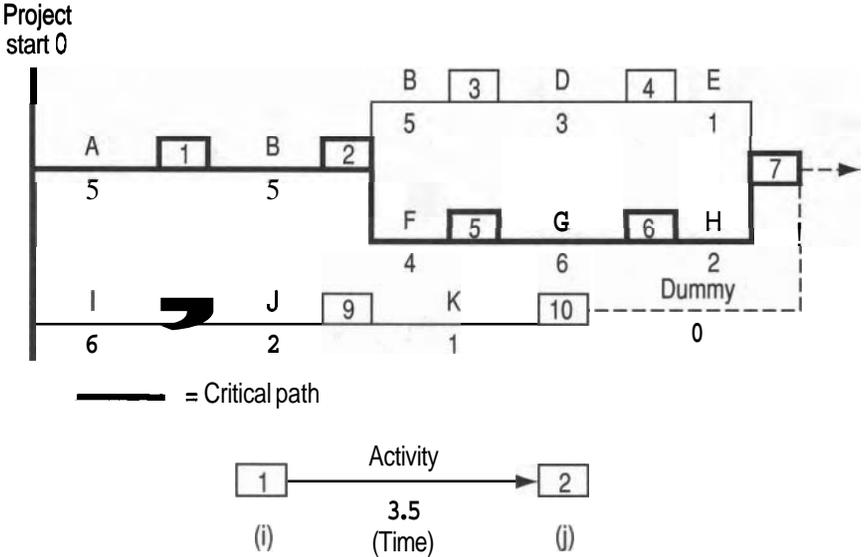 Project
start 0
B 3 D 4 E
5 3 1
A 1 B 2
5 5
7
F 5 G 6 H
4 6 2
Dummy
I J 9 K 10
6 2 1 0
= Critical path
Activity
1 2
3.5
(i) (Time) (j)